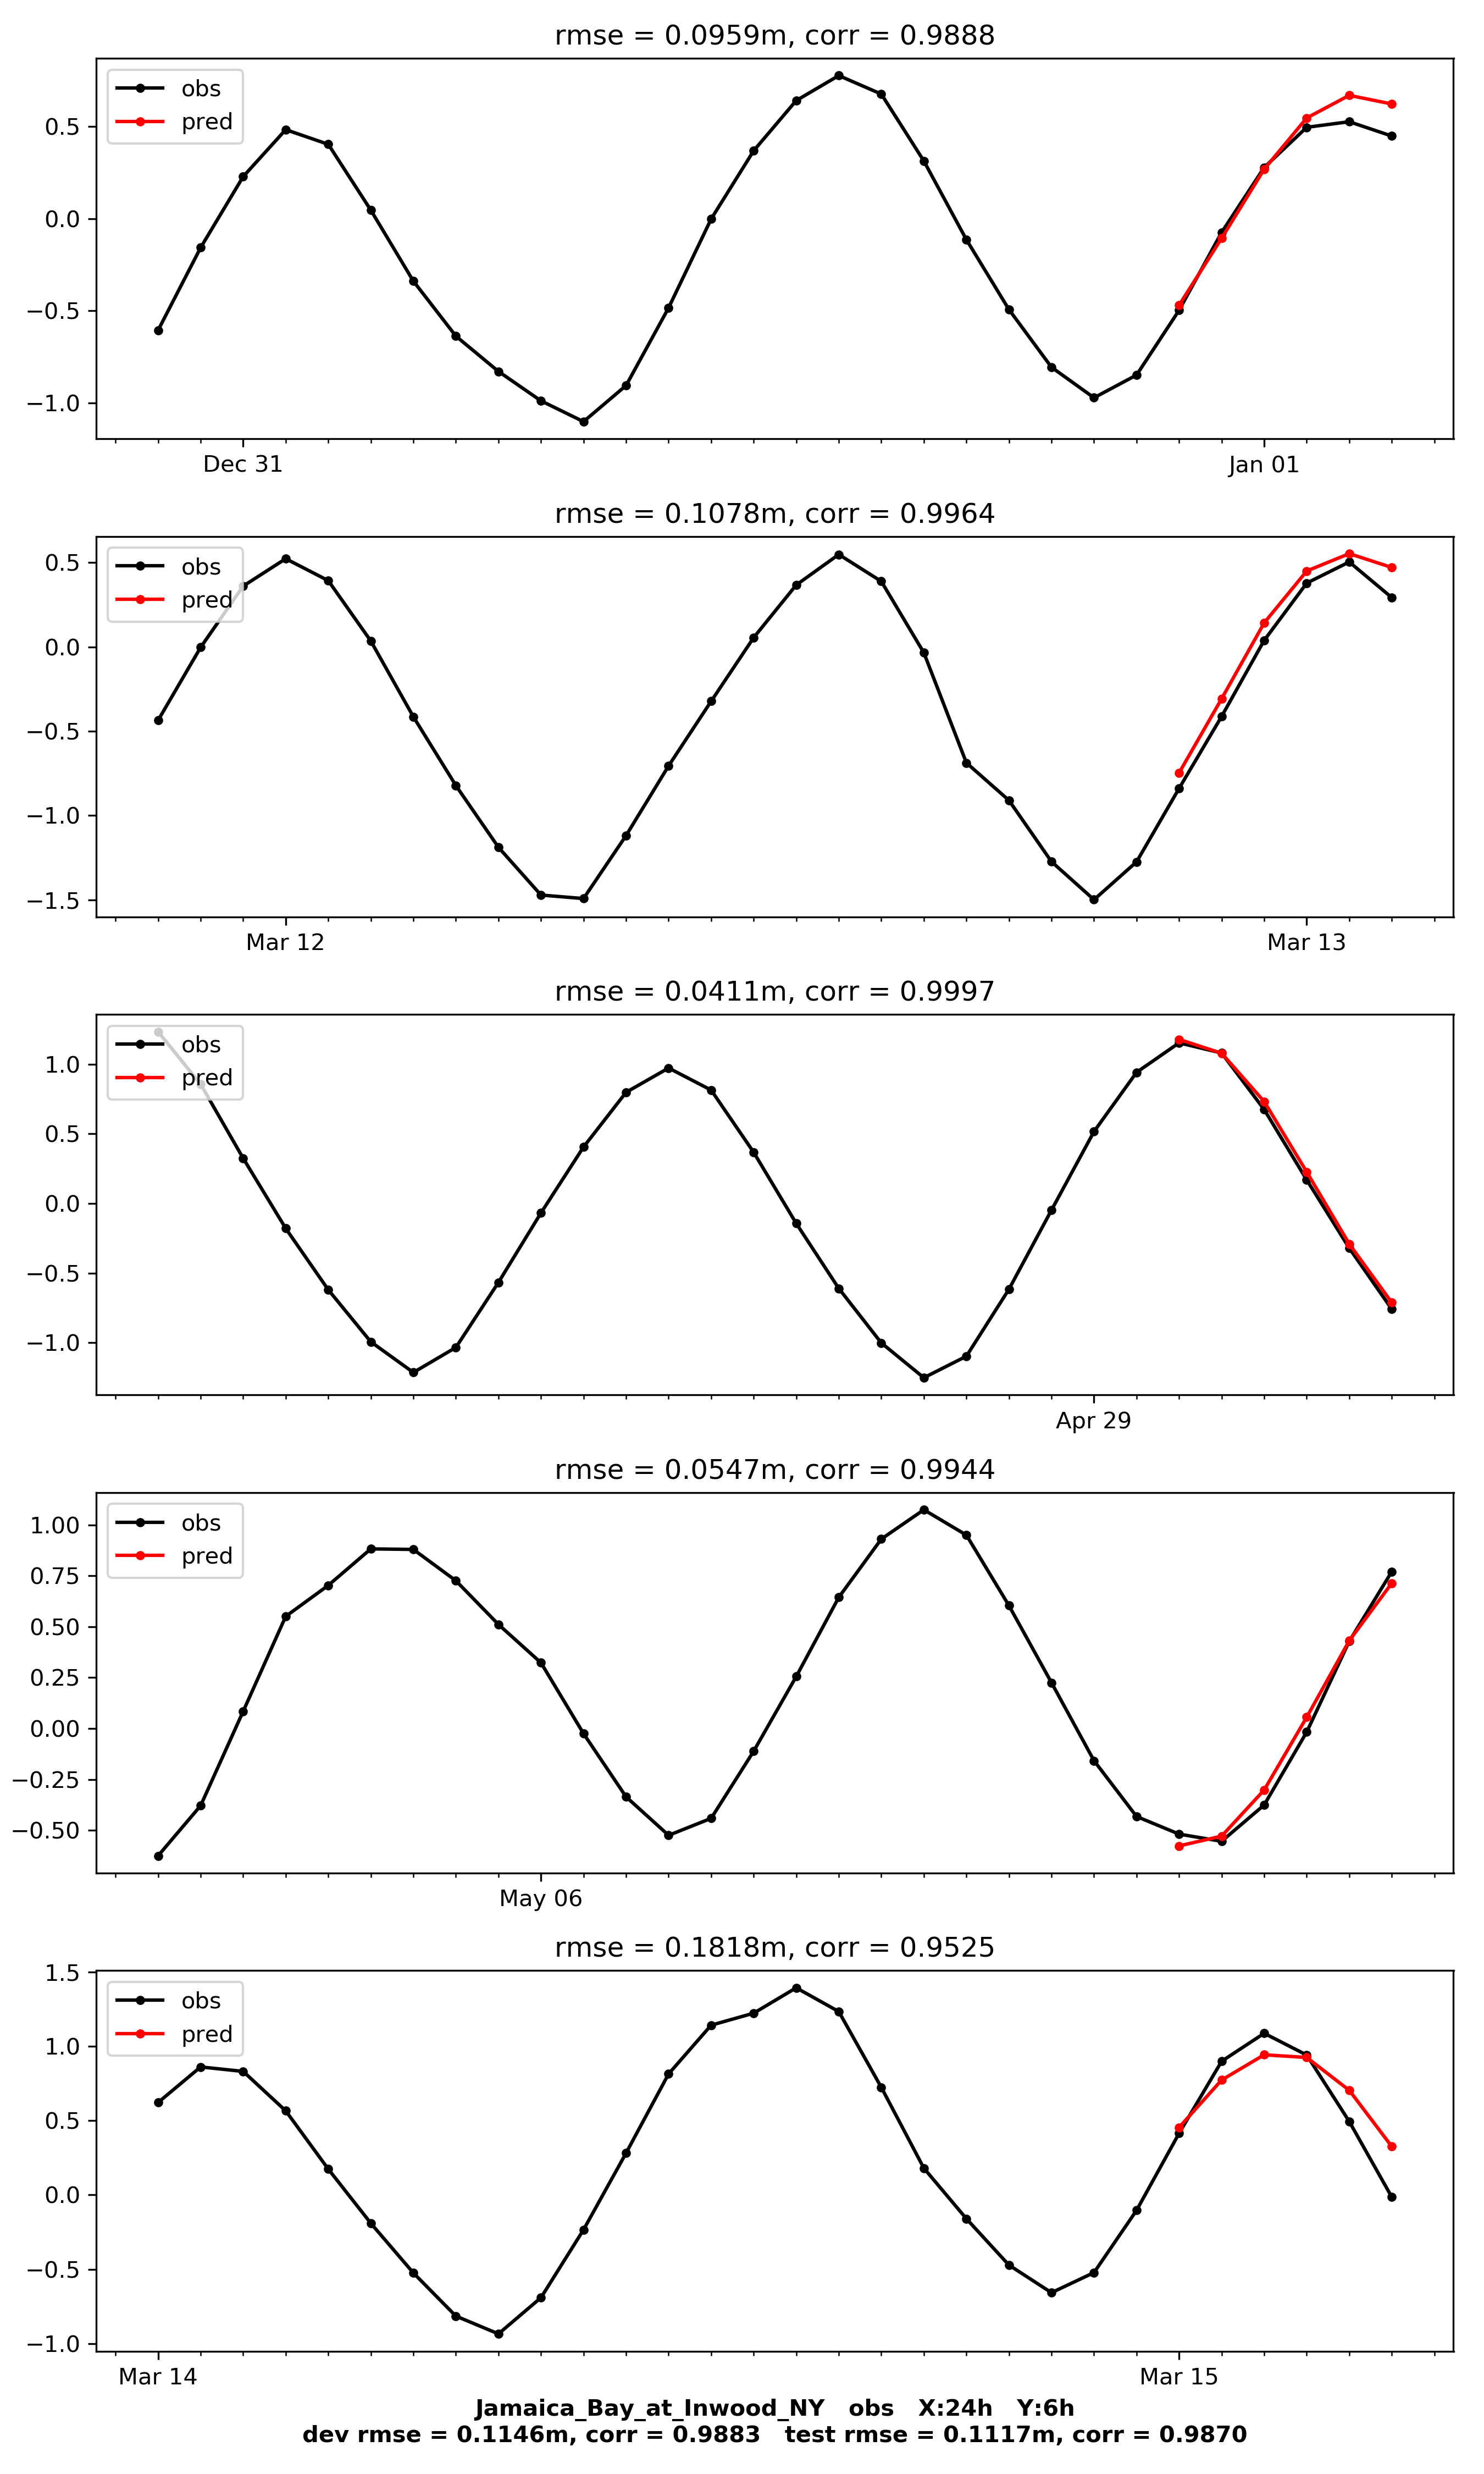 rmse = 0.0959m, corr = 0.9888
obs
pred
0.5
0.0
−0.5
−1.0
Dec 31 Jan 01
rmse = 0.1078m, corr = 0.9964
obs
pred
0.5
0.0
−0.5
−1.0
−1.5
Mar 12 Mar 13
rmse = 0.0411m, corr = 0.9997
obs
pred
1.0
0.5
0.0
−0.5
−1.0
Apr 29
rmse = 0.0547m, corr = 0.9944
obs
pred
1.00
0.75
0.50
0.25
0.00
−0.25
−0.50
May 06
rmse = 0.1818m, corr = 0.9525
obs
pred
1.5
1.0
0.5
0.0
−0.5
−1.0
Mar 14 Mar 15
Jamaica_Bay_at_Inwood_NY obs X:24h Y:6h
dev rmse = 0.1146m, corr = 0.9883 test rmse = 0.1117m, corr = 0.9870